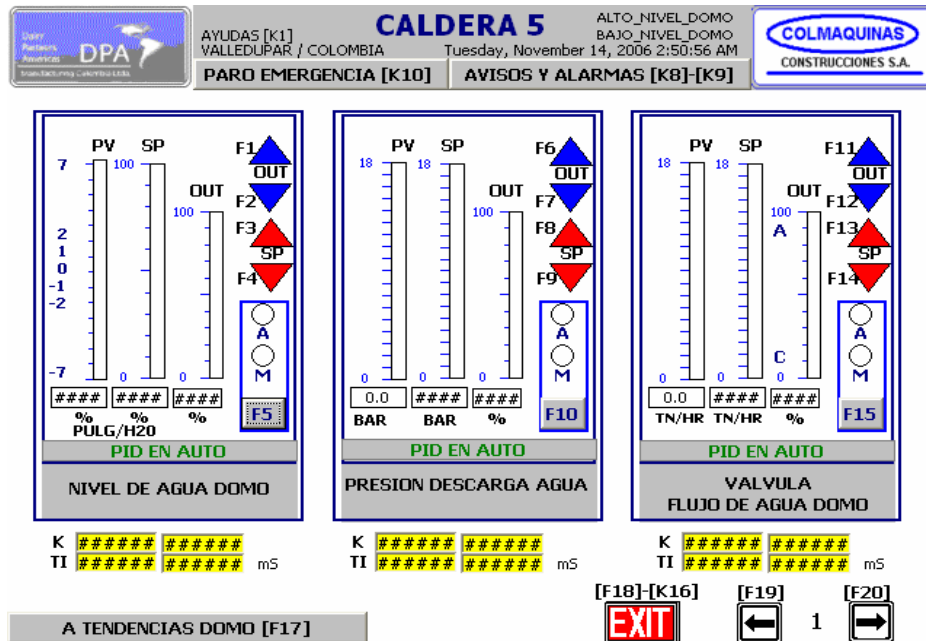 Dairy
Partners
Americas
DPA
Manufacturing Colombia Ltda.
AYUDAS [K1]
VALLEDUPAR / COLOMBIA
CALDERA 5
Tuesday, November 14, 2006 2:50:56 AM
ALTO_NIVEL_DOMO
BAJO_NIVEL_DOMO
PARO EMERGENCIA [K10]
AVISOS Y ALARMAS [K8]-[K9]
COLMAQUINAS
CONSTRUCCIONES S.A.
PV SP OUT
7 2 1 0 -1 -2 -7
100 0
100 0
F1
OUT
F2
F3
SP
F4
A
M
F5
#### #### ####
% % %
PULG/H20
PID EN AUTO
NIVEL DE AGUA DOMO
K ###### ######
TI ###### ###### mS
PV SP OUT
18 0
18 0
100 0
F6
OUT
F7
F8
SP
F9
A
M
F10
0.0 #### ####
BAR BAR %
PID EN AUTO
PRESION DESCARGA AGUA
K ###### ######
TI ###### ###### mS
PV SP OUT
18 0
18 0
100 0
A
C
F11
OUT
F12
F13
SP
F14
A
M
F15
0.0 #### ####
TN/HR TN/HR %
PID EN AUTO
VALVULA
FLUJO DE AGUA DOMO
K ###### ######
TI ###### ###### mS
A TENDENCIAS DOMO [F17]
[F18]-[K16]
EXIT
[F19]
1
[F20]